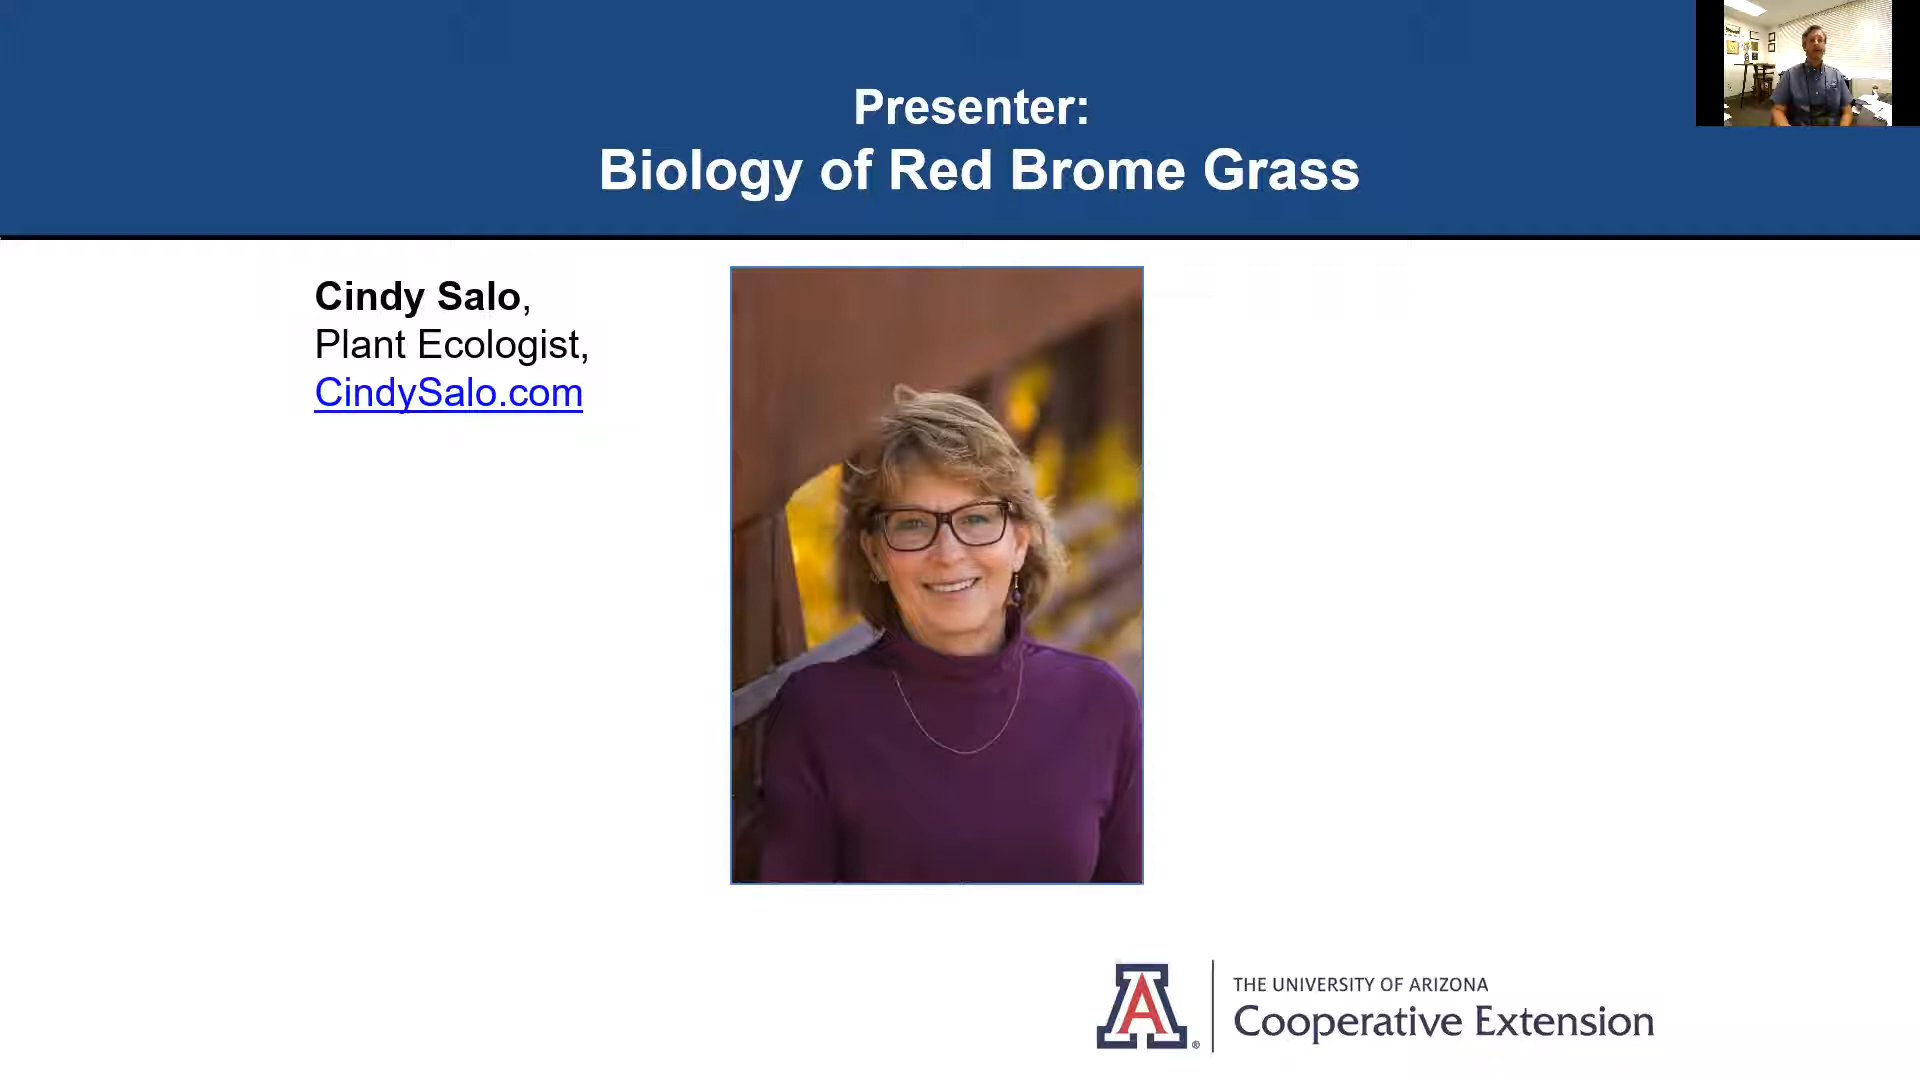 Presenter:
Biology of Red Brome Grass
Cindy Salo,
Plant Ecologist,
CindySalo.com
A ®
THE UNIVERSITY OF ARIZONA
Cooperative Extension